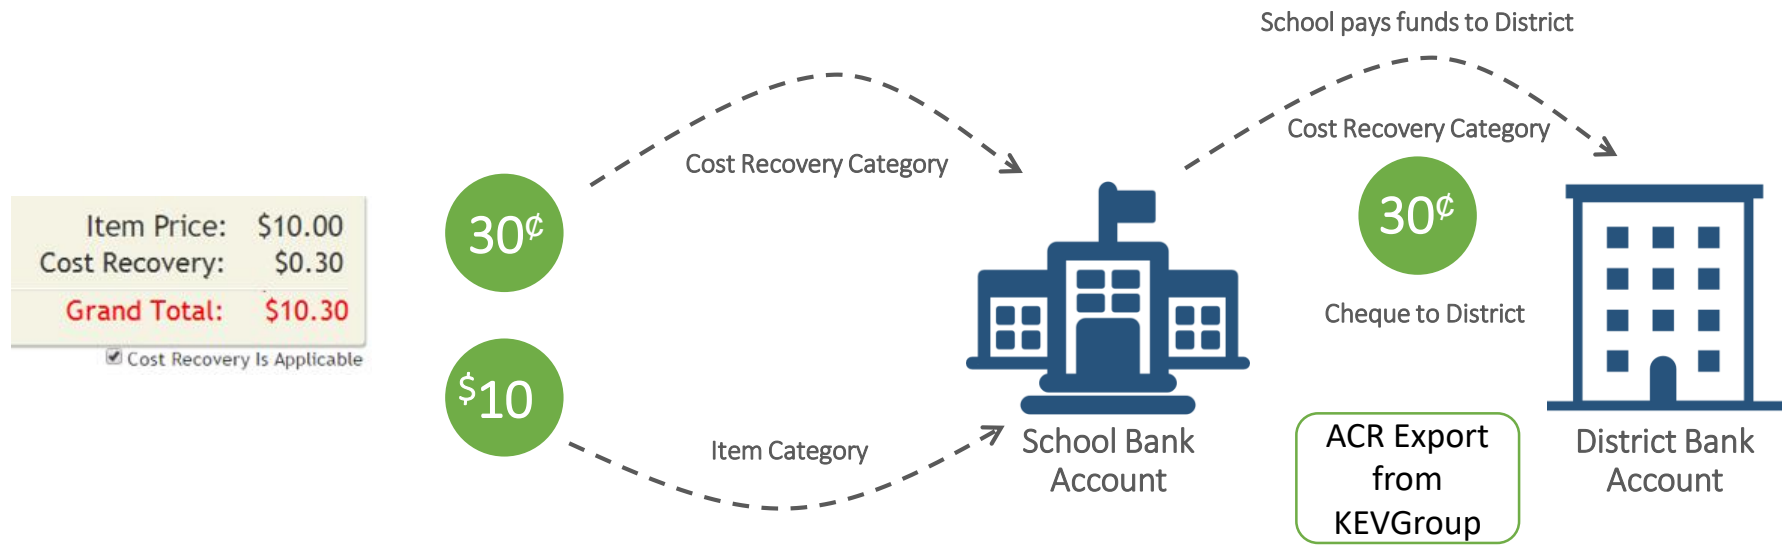 School pays funds to District
Cost Recovery Category
Cost Recovery Category
30¢
30¢
Item Price: $10.00
Cost Recovery: $0.30
Grand Total: $10.30
Cost Recovery Is Applicable
Cheque to District
$10
Item Category
School Bank
Account
ACR Export
from
KEVGroup
District Bank
Account